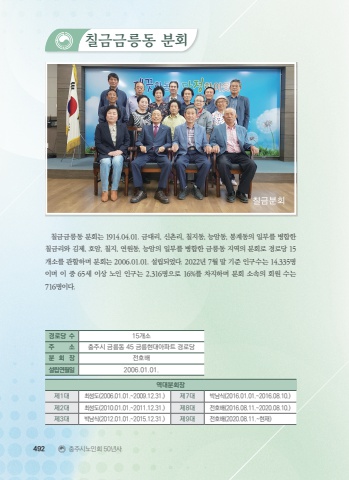 칠금금릉동 분회
칠금분회
칠금금릉동 분회는 1914.04.01. 금대리, 신촌리, 칠지동, 능암동, 봉계동의 일부를 병합한
칠금리와 김제, 호암, 칠지, 연원동, 능암의 일부를 병합한 금릉동 지역의 분회로 경로당 15
개소를 관할하며 분회는 2006.01.01. 설립되었다. 2022년 7월 말 기준 인구수는 14,335명
이며 이 중 65세 이상 노인 인구는 2,316명으로 16%를 차지하며 분회 소속의 회원 수는
716명이다.
경로당 수 15개소
주 소 충주시 금릉동 45 금릉현대아파트 경로당
분 회 장 전호배
설립연월일 2006.01.01.
역대분회장
제1대 최성도(2006.01.01.~2009.12.31.) 제7대 박남식(2016.01.01.~2016.08.10.)
제2대 최성도(2010.01.01.~2011.12.31.) 제8대 전호배(2016.08.11.~2020.08.10.)
제3대 박남식(2012.01.01.~2015.12.31.) 제9대 전호배(2020.08.11.~현재)
492 충주시노인회 50년사